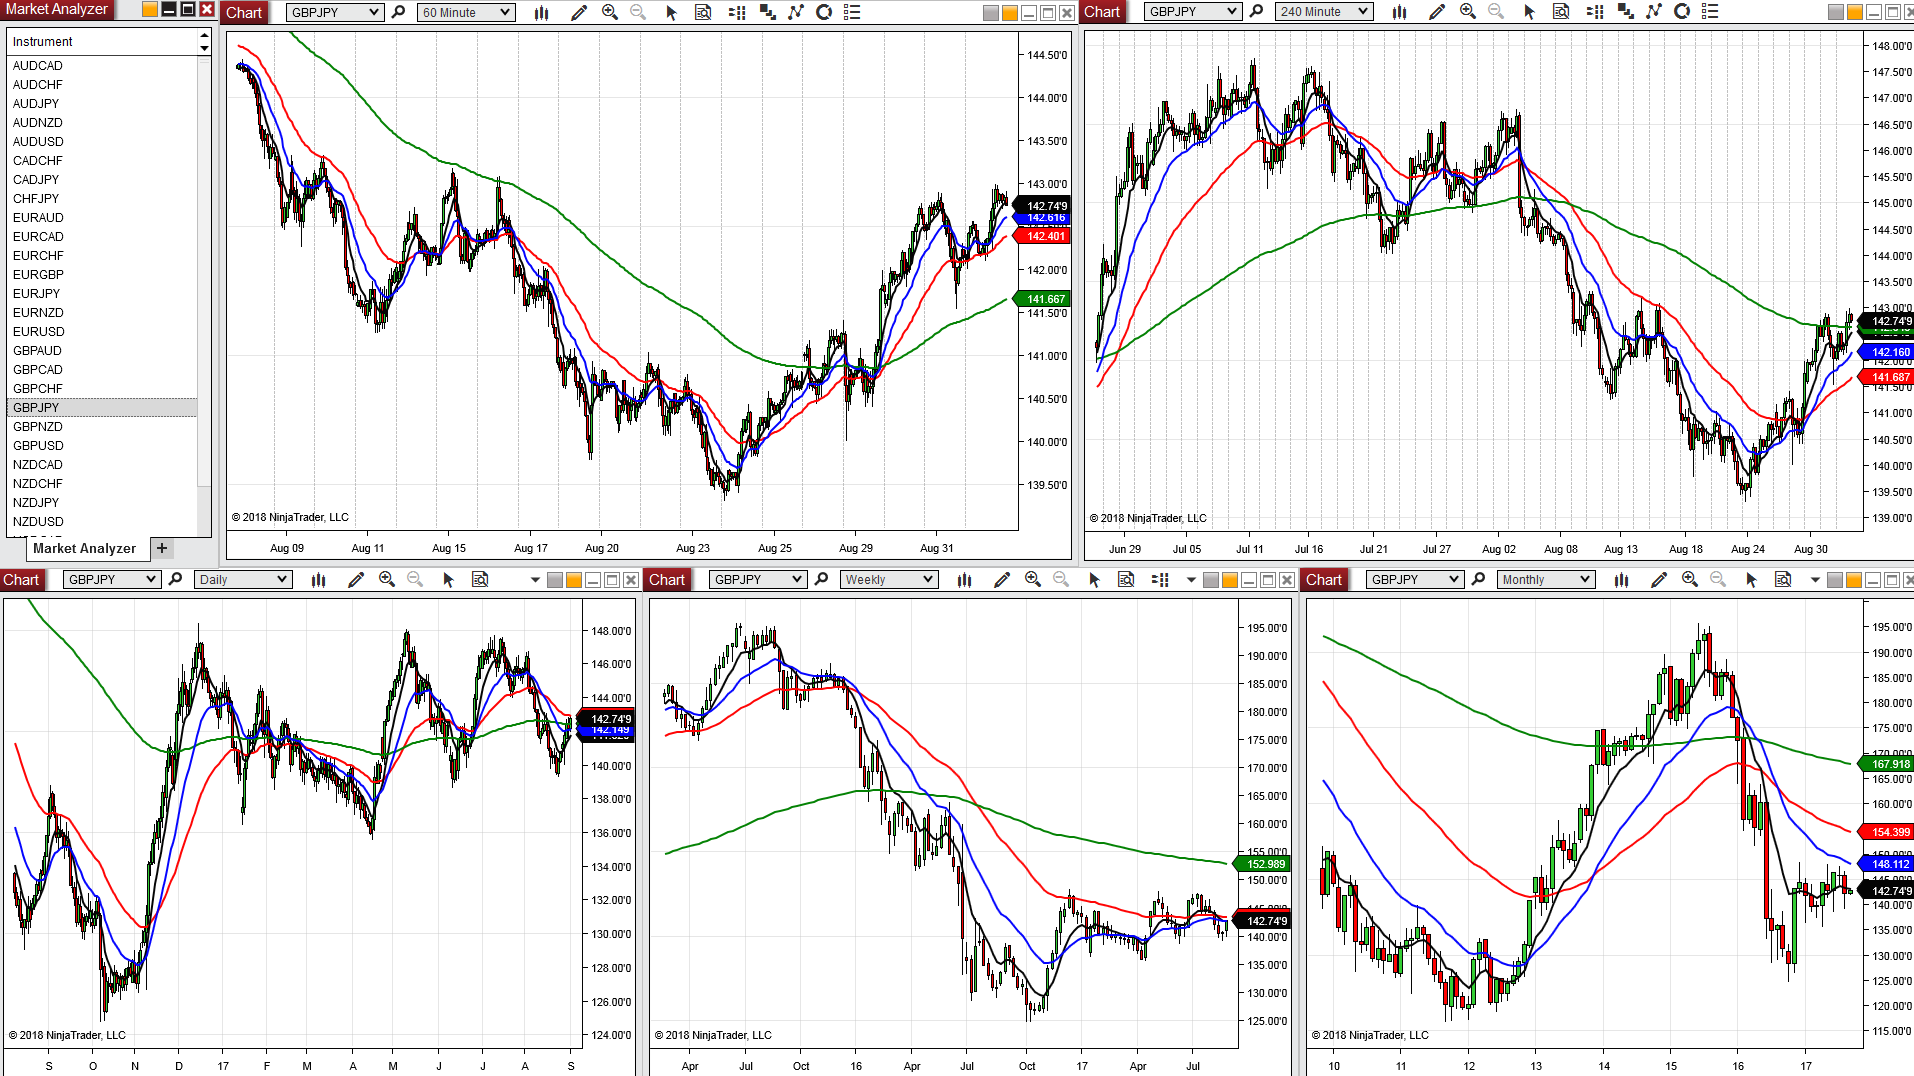 Market Analyzer
Instrument
AUDCAD
AUDCHF
AUDJPY
AUDNZD
AUDUSD
CADCHF
CADJPY
CHFJPY
EURAUD
EURCAD
EURCHF
EURGBP
EURJPY
EURNZD
EURUSD
GBPAUD
GBPCAD
GBPCHF
GBPJPY
GBPNZD
GBPUSD
NZDCAD
NZDCHF
NZDJPY
NZDUSD
Market Analyzer +
Chart GBPJPY 60 Minute
144.50'0
144.00'0
143.50'0
143.00'0
142.74'9
142.616
142.401
142.00'0
141.667
141.50'0
141.00'0
140.50'0
140.00'0
139.50'0
© 2018 NinjaTrader, LLC
Aug 09 Aug 11 Aug 15 Aug 17 Aug 20 Aug 23 Aug 25 Aug 29 Aug 31
Chart GBPJPY 240 Minute
148.00'0
147.50'0
147.00'0
146.50'0
146.00'0
145.50'0
145.00'0
144.50'0
144.00'0
143.50'0
143.00'0
142.74'9
142.160
141.687
141.00'0
140.50'0
140.00'0
139.50'0
139.00'0
© 2018 NinjaTrader, LLC
Jun 29 Jul 05 Jul 11 Jul 16 Jul 21 Jul 27 Aug 02 Aug 08 Aug 13 Aug 18 Aug 24 Aug 30
Chart GBPJPY Daily
148.00'0
146.00'0
144.00'0
142.74'9
142.149
140.00'0
138.00'0
136.00'0
134.00'0
132.00'0
130.00'0
128.00'0
126.00'0
124.00'0
© 2018 NinjaTrader, LLC
S O N D 17 F M A M J J A S
Chart GBPJPY Weekly
195.00'0
190.00'0
185.00'0
180.00'0
175.00'0
170.00'0
165.00'0
160.00'0
155.00'0
152.989
150.00'0
142.74'9
140.00'0
135.00'0
130.00'0
125.00'0
© 2018 NinjaTrader, LLC
Apr Jul Oct 16 Apr Jul Oct 17 Apr Jul
Chart GBPJPY Monthly
195.00'0
190.00'0
185.00'0
180.00'0
175.00'0
170.00'0
167.918
165.00'0
160.00'0
154.399
148.112
142.74'9
140.00'0
135.00'0
130.00'0
125.00'0
120.00'0
115.00'0
© 2018 NinjaTrader, LLC
10 11 12 13 14 15 16 17